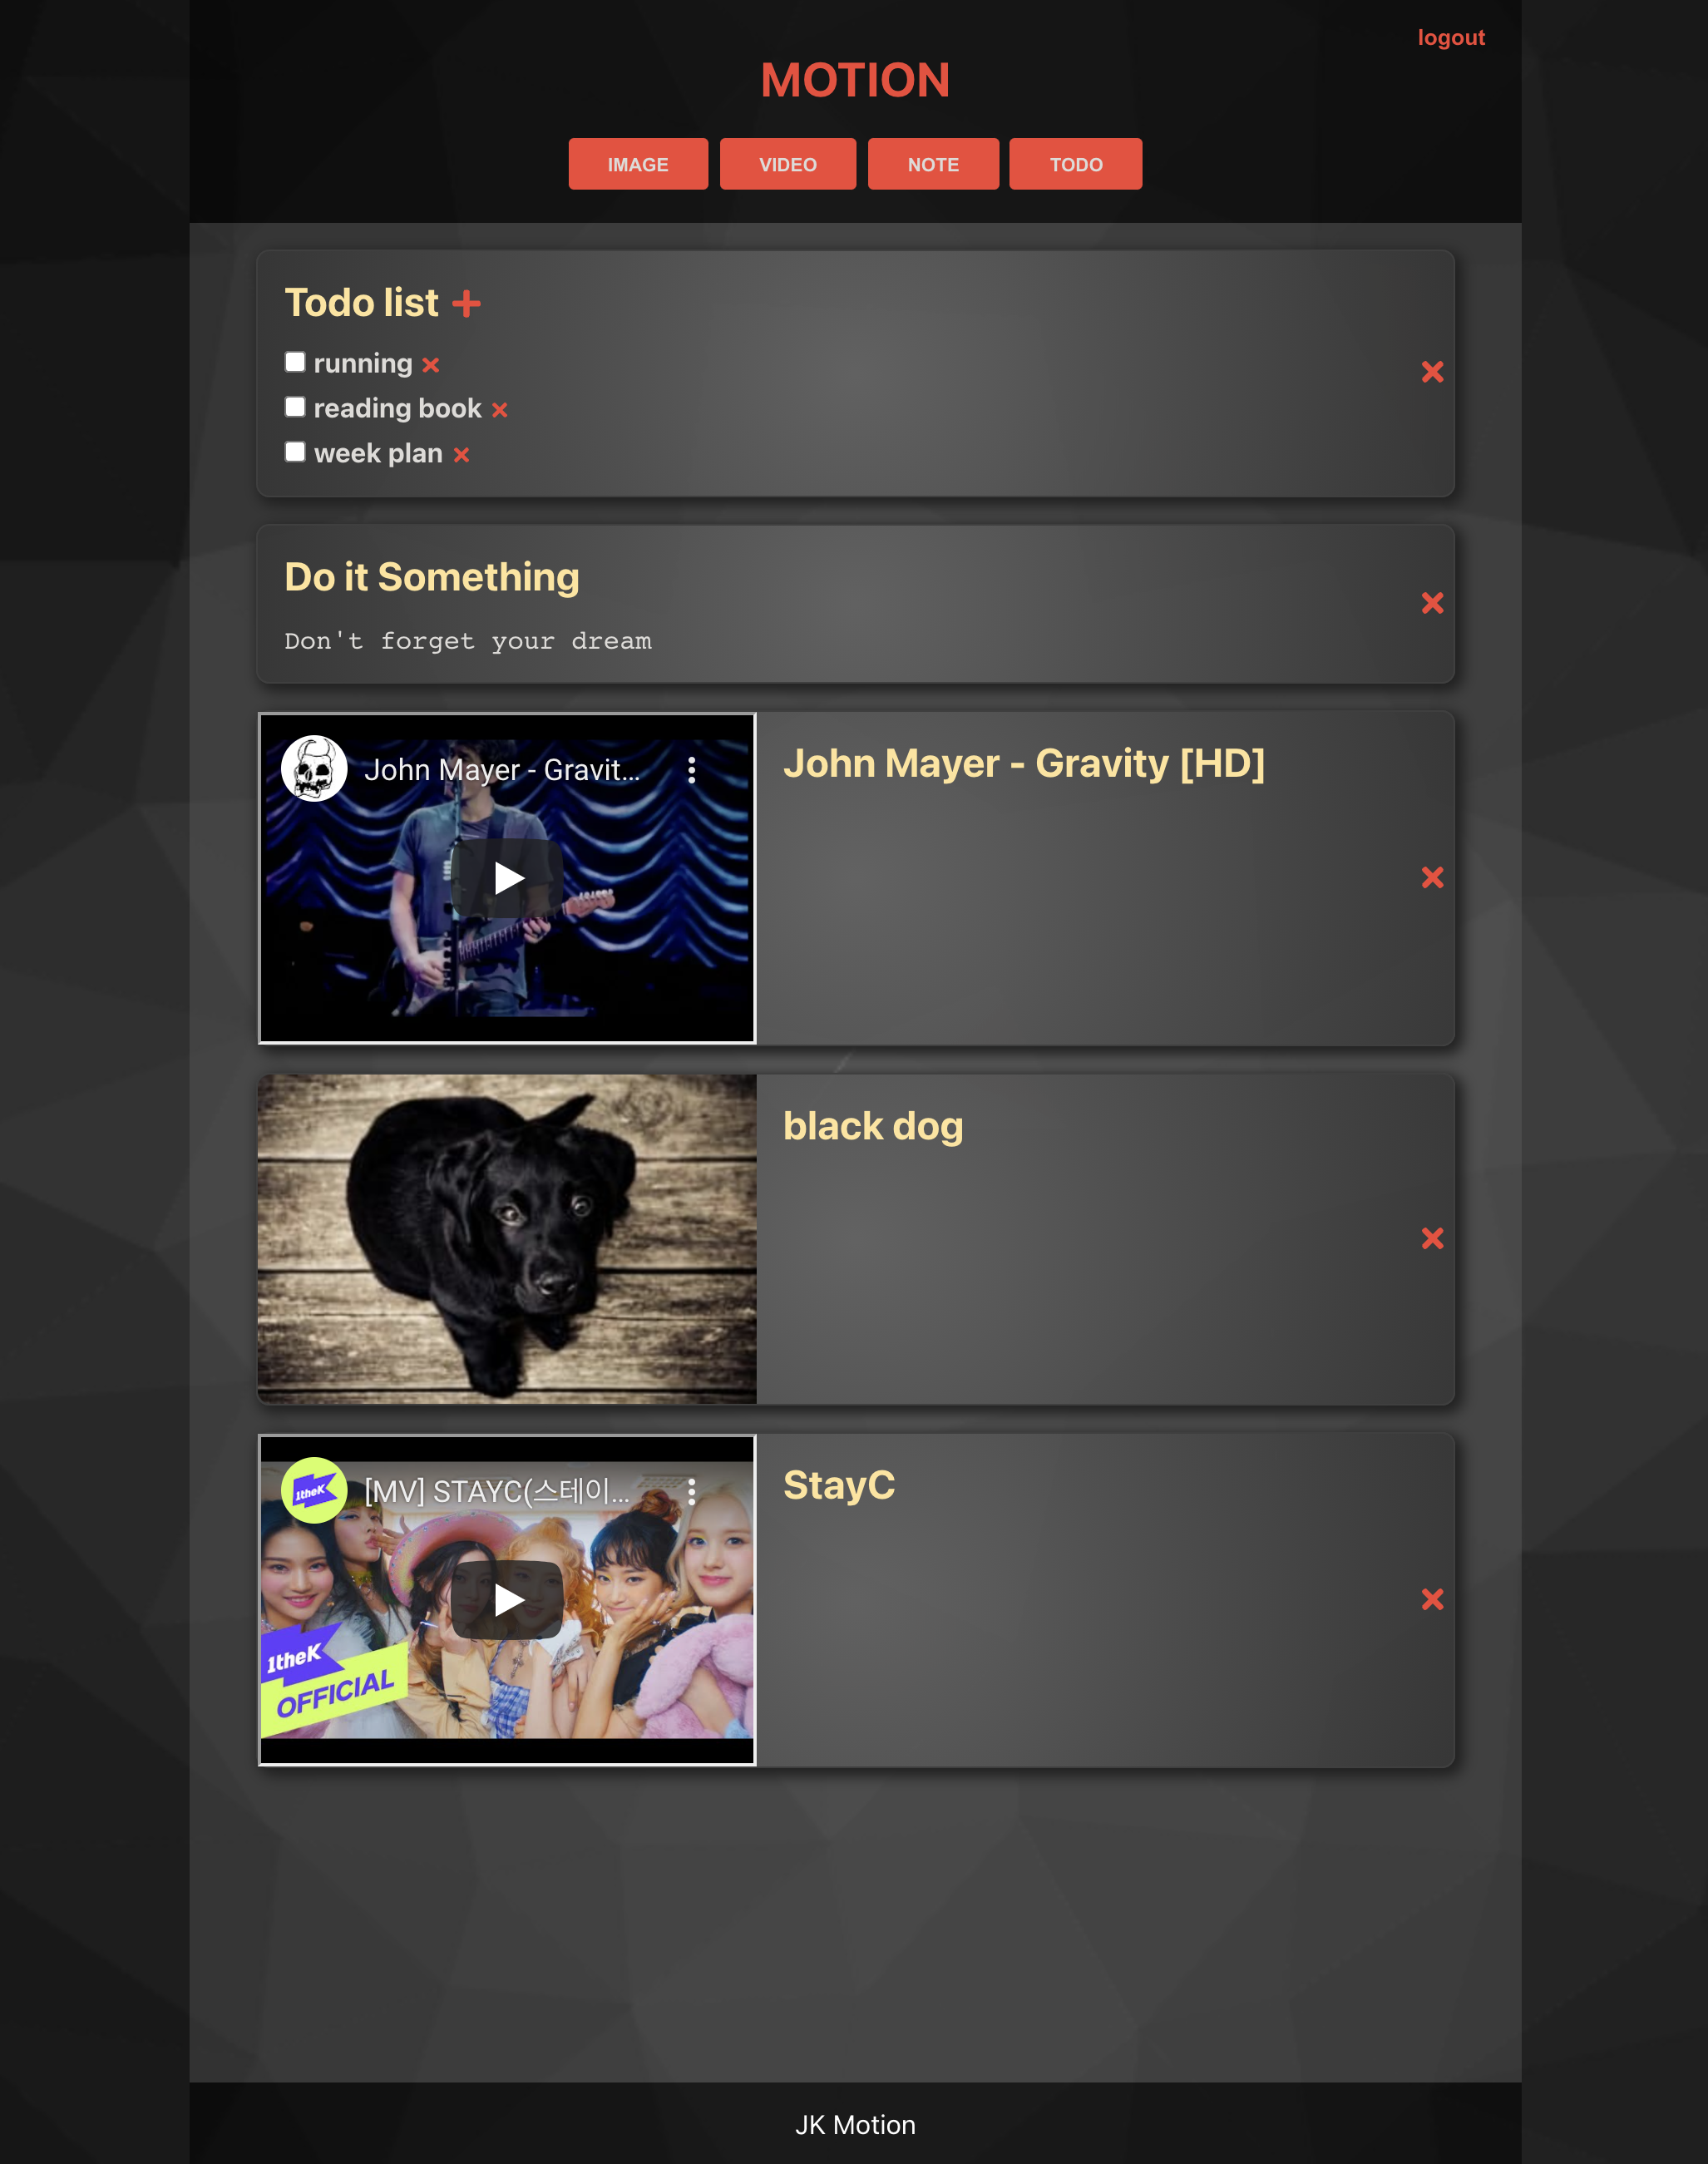 logout
MOTION
IMAGE
VIDEO
NOTE
TODO
Todo list
running
reading book
week plan
Do it Something
Don't forget your dream
John Mayer - Gravit...
John Mayer - Gravity [HD]
black dog
1theK
[MV] STAYC(스테이...
StayC
1theK
OFFICIAL
JK Motion